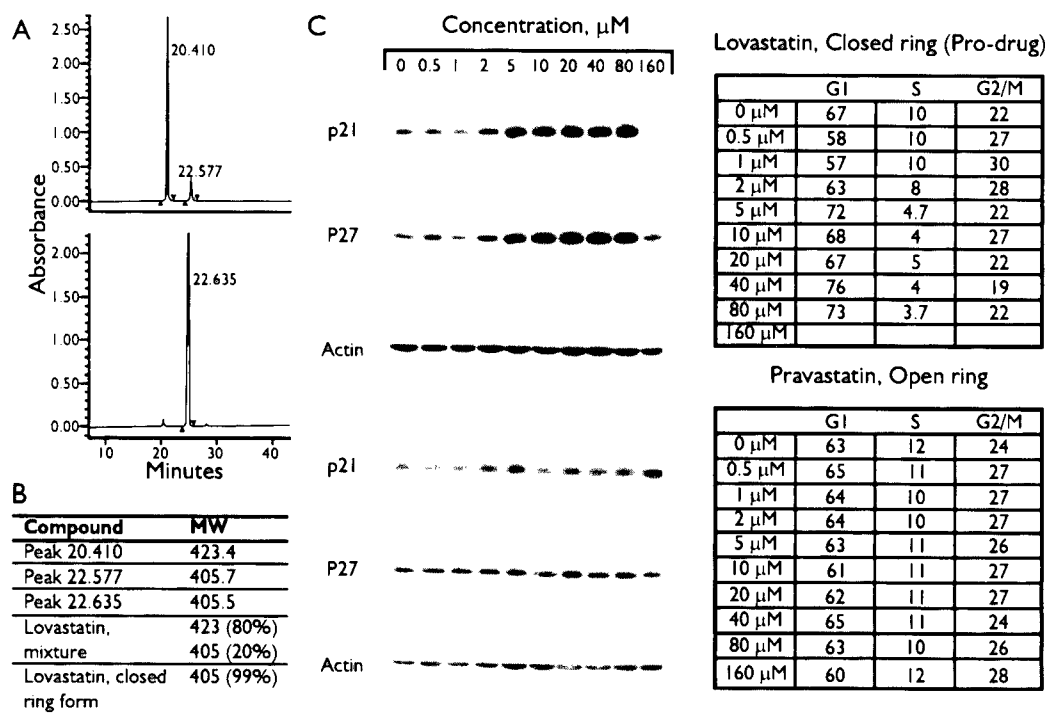 A
2.50
20.410
2.00
1.50
1.00
0.50
22.577
0.00
Absorbance
2.00
22.635
1.50
1.00
0.50
0.00
10 20 30 40
Minutes
B
Compound MW
Peak 20.410 423.4
Peak 22.577 405.7
Peak 22.635 405.5
Lovastatin, 423 (80%)
mixture 405 (20%)
Lovastatin, closed 405 (99%)
ring form
C
Concentration, μM
0 0.5 1 2 5 10 20 40 80 160
p21
P27
Actin
p21
P27
Actin
Lovastatin, Closed ring (Pro-drug)
G1 S G2/M
0 μM 67 10 22
0.5 μM 58 10 27
1 μM 57 10 30
2 μM 63 8 28
5 μM 72 4.7 22
10 μM 68 4 27
20 μM 67 5 22
40 μM 76 4 19
80 μM 73 3.7 22
160 μM
Pravastatin, Open ring
G1 S G2/M
0 μM 63 12 24
0.5 μM 65 11 27
1 μM 64 10 27
2 μM 64 10 27
5 μM 63 11 26
10 μM 61 11 27
20 μM 62 11 27
40 μM 65 11 24
80 μM 63 10 26
160 μM 60 12 28